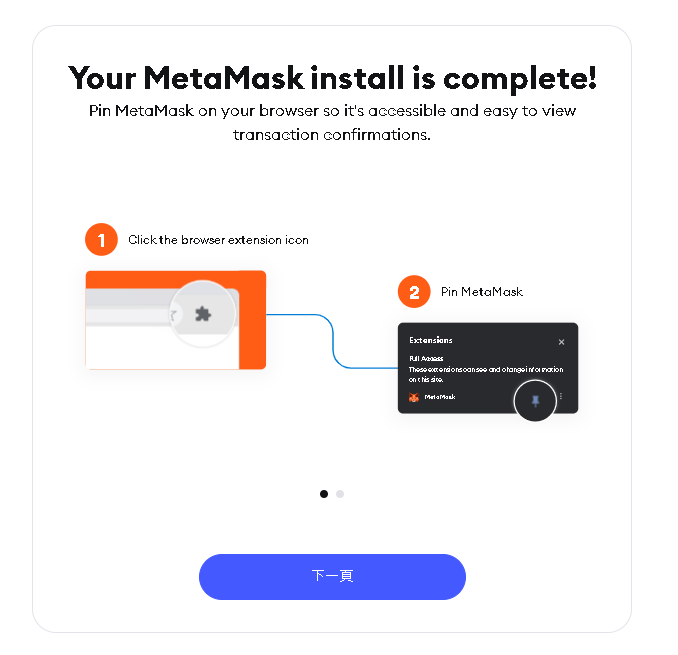 Your MetaMask install is complete!
Pin MetaMask on your browser so it's accessible and easy to view
transaction confirmations.
1 Click the browser extension icon
2 Pin MetaMask
Extensions
Full Access
These extensions can see and change information
on this site.
MetaMask
下一頁